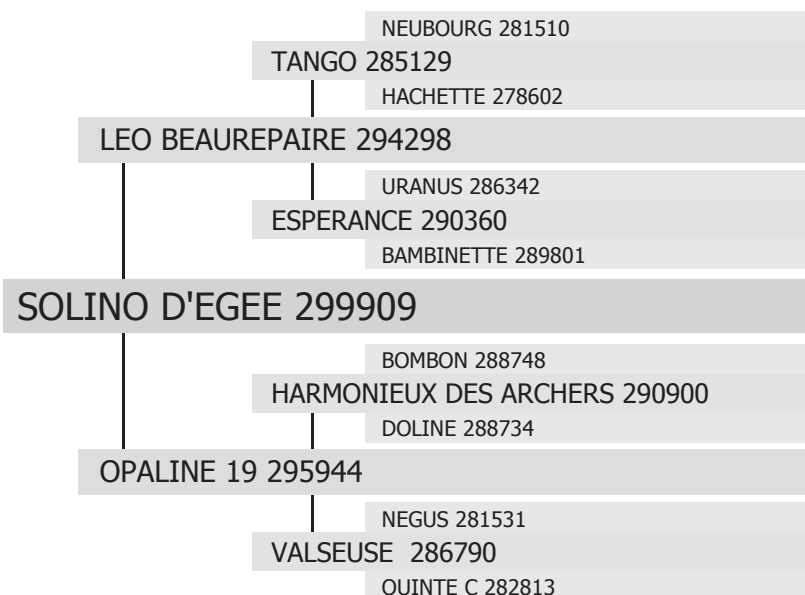 NEUBOURG 281510
TANGO 285129
HACHETTE 278602
LEO BEAUREPAIRE 294298
URANUS 286342
ESPERANCE 290360
BAMBINETTE 289801
SOLINO D'EGEE 299909
BOMBON 288748
HARMONIEUX DES ARCHERS 290900
DOLINE 288734
OPALINE 19 295944
NEGUS 281531
VALSEUSE 286790
QUINTE C 282813